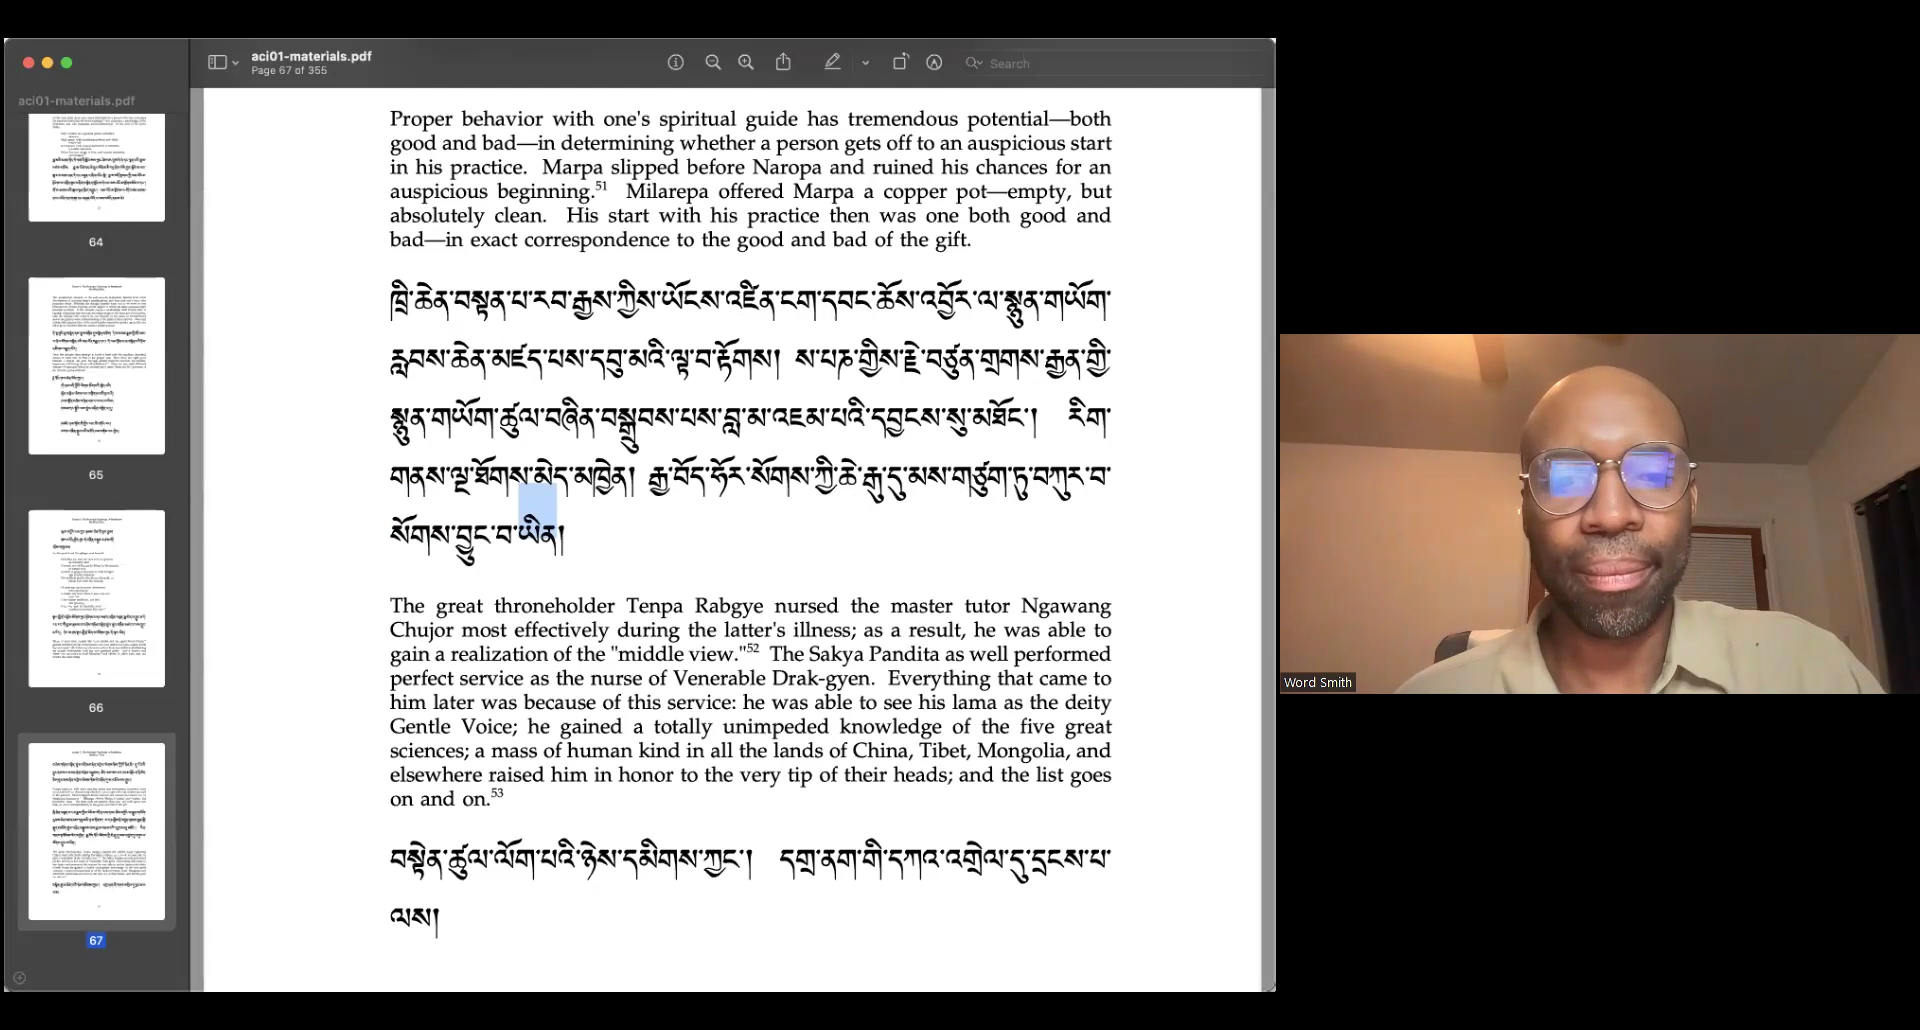 aci01-materials.pdf
Page 67 of 355
Search
aci01-materials.pdf
64
65
66
67
Proper behavior with one's spiritual guide has tremendous potential—both
good and bad—in determining whether a person gets off to an auspicious start
in his practice. Marpa slipped before Naropa and ruined his chances for an
auspicious beginning.51 Milarepa offered Marpa a copper pot—empty, but
absolutely clean. His start with his practice then was one both good and
bad—in exact correspondence to the good and bad of the gift.
ཁྲི་ཆེན་བསྟན་པ་རབ་རྒྱས་ཀྱིས་ཡོངས་འཛིན་ངག་དབང་ཆོས་འབྱོར་ལ་སྙུན་གཡོག་
རླབས་ཆེན་མཛད་པས་དབུ་མའི་ལྟ་བ་རྟོགས། ས་པཎ་གྱིས་རྗེ་བཙུན་གྲགས་རྒྱན་གྱི་
སྙུན་གཡོག་ཚུལ་བཞིན་བསྒྲུབས་པས་བླ་མ་འཇམ་པའི་དབྱངས་སུ་མཐོང་། རིག་
གནས་ལྔ་ཐོགས་མེད་མཁྱེན། རྒྱ་བོད་ཧོར་སོགས་ཀྱི་ཆེ་རྒུ་དུ་མས་གཙུག་ཏུ་བཀུར་བ་
སོགས་བྱུང་བ་ཡིན།
The great throneholder Tenpa Rabgye nursed the master tutor Ngawang
Chujor most effectively during the latter's illness; as a result, he was able to
gain a realization of the "middle view."52 The Sakya Pandita as well performed
perfect service as the nurse of Venerable Drak-gyen. Everything that came to
him later was because of this service: he was able to see his lama as the deity
Gentle Voice; he gained a totally unimpeded knowledge of the five great
sciences; a mass of human kind in all the lands of China, Tibet, Mongolia, and
elsewhere raised him in honor to the very tip of their heads; and the list goes
on and on.53
བསྟེན་ཚུལ་ལོག་པའི་ཉེས་དམིགས་ཀྱང་། དགྲ་ནག་གི་དཀའ་འགྲེལ་དུ་དྲངས་པ་
ལས།
Word Smith